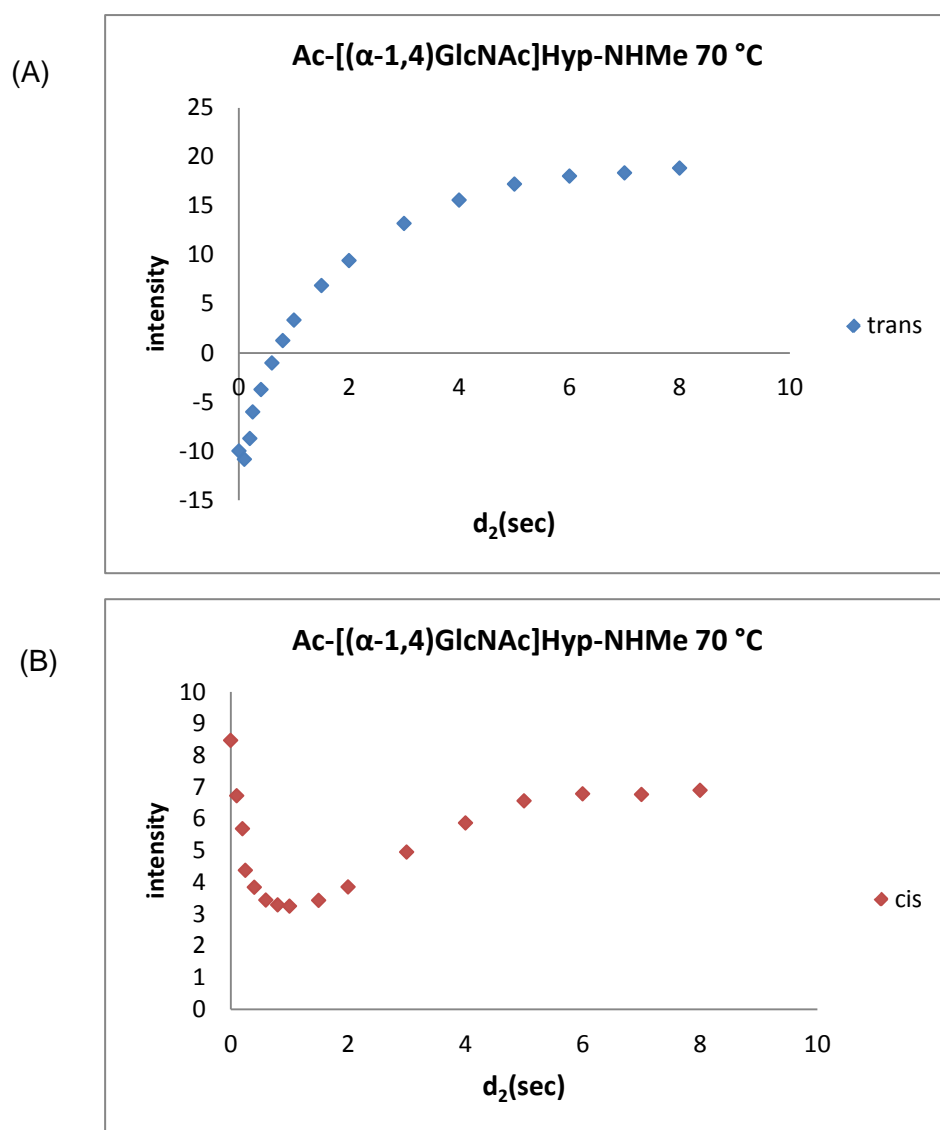 (A)
Ac-[(α-1,4)GlcNAc]Hyp-NHMe 70 °C
25
20
15
10
5
0
-5
-10
-15
0 2 4 6 8 10
intensity
d₂(sec)
trans
(B)
Ac-[(α-1,4)GlcNAc]Hyp-NHMe 70 °C
10
9
8
7
6
5
4
3
2
1
0
0 2 4 6 8 10
intensity
d₂(sec)
cis